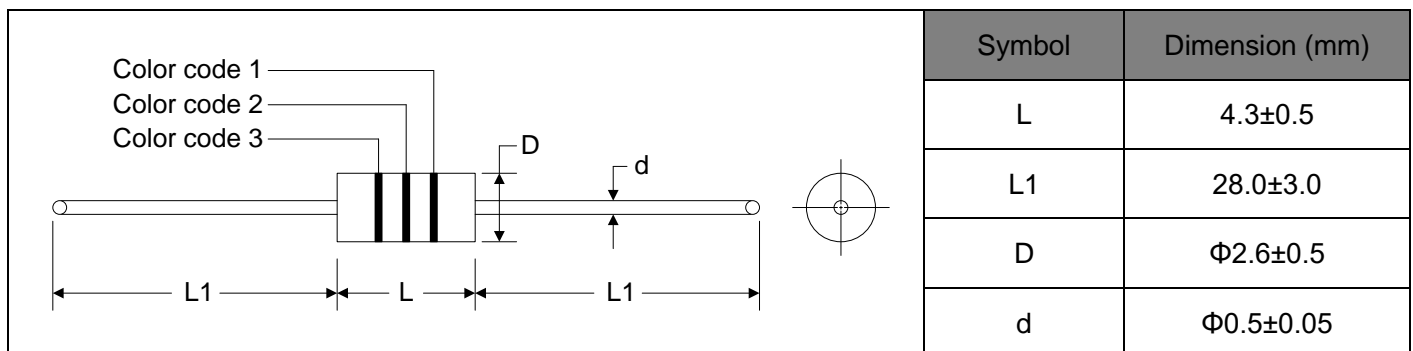 Color code 1
Color code 2
Color code 3
D
d
L1
L
L1
Symbol Dimension (mm)
L 4.3±0.5
L1 28.0±3.0
D Φ2.6±0.5
d Φ0.5±0.05